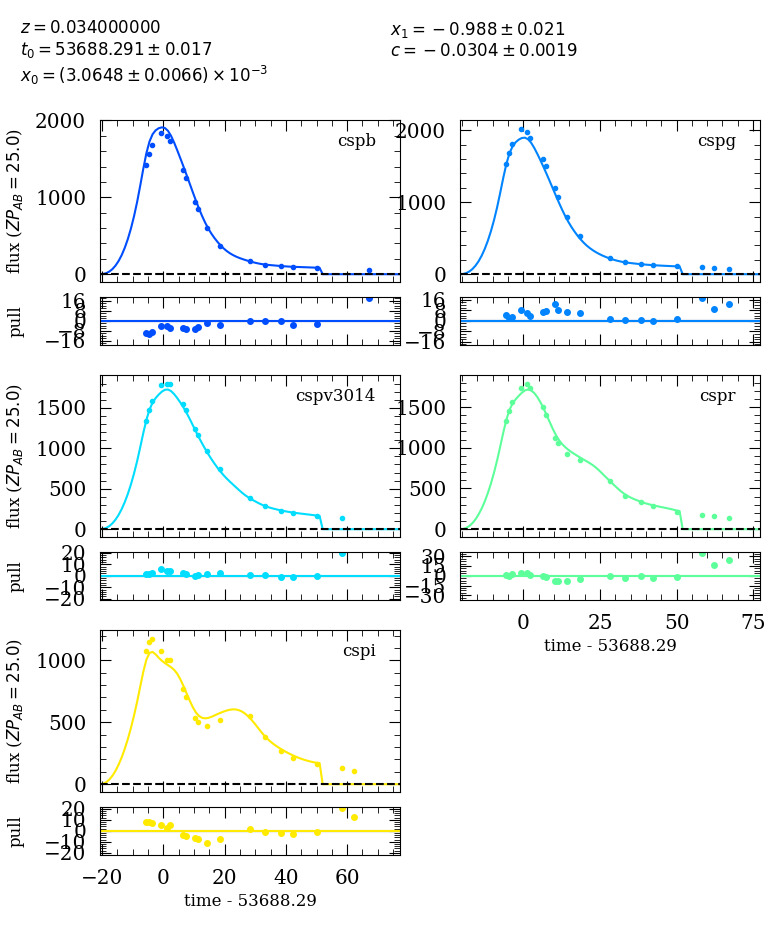 z = 0.034000000
t₀ = 53688.291 ± 0.017
x₀ = (3.0648 ± 0.0066) × 10⁻³
x₁ = −0.988 ± 0.021
c = −0.0304 ± 0.0019
flux (ZP_AB = 25.0)
2000
1000
0
cspb
2000
1000
0
cspg
pull
16
8
0
−8
−16
16
8
0
−8
−16
flux (ZP_AB = 25.0)
1500
1000
500
0
cspv3014
1500
1000
500
0
cspr
pull
20
10
0
−10
−20
30
15
0
−15
−30
0 25 50 75
time - 53688.29
flux (ZP_AB = 25.0)
1000
500
0
cspi
pull
20
10
0
−10
−20
−20 0 20 40 60
time - 53688.29